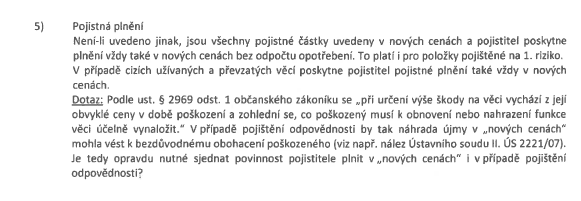 5) Pojistná plnění
Není-li uvedeno jinak, jsou všechny pojistné částky uvedeny v nových cenách a pojistitel poskytne
plnění vždy také v nových cenách bez odpočtu opotřebení. To platí i pro položky pojištěné na 1. riziko.
V případě cizích užívaných a převzatých věcí poskytne pojistitel pojistné plnění také vždy v nových
cenách.
Dotaz: Podle ust. § 2969 odst. 1 občanského zákoníku se „při určení výše škody na věci vychází z její
obvyklé ceny v době poškození a zohlední se, co poškozený musí k obnovení nebo nahrazení funkce
věci účelně vynaložit.“ V případě pojištění odpovědnosti by tak náhrada újmy v „nových cenách“
mohla vést k bezdůvodnému obohacení poškozeného (viz např. nález Ústavního soudu II. ÚS 2221/07).
Je tedy opravdu nutné sjednat povinnost pojistitele plnit v „nových cenách“ i v případě pojištění
odpovědnosti?